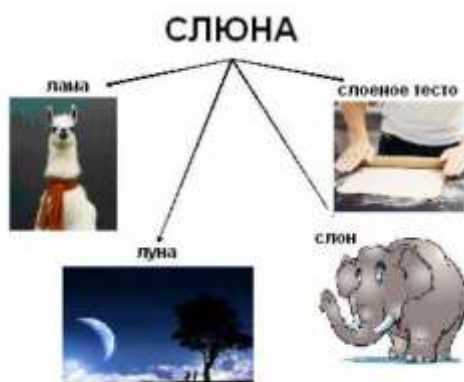 СЛЮНА
лама
слоеное тесто
луна
слон